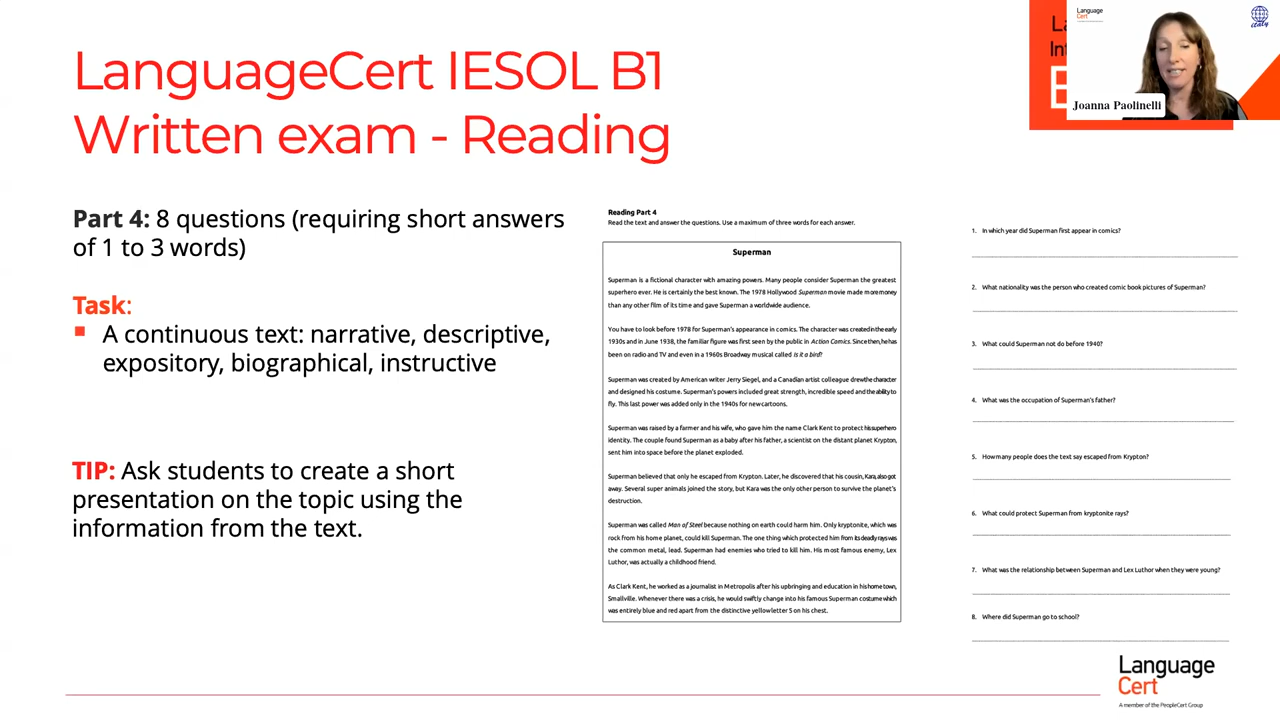 LanguageCert IESOL B1
Written exam - Reading
Part 4: 8 questions (requiring short answers
of 1 to 3 words)
Task:
▪ A continuous text: narrative, descriptive,
expository, biographical, instructive
TIP: Ask students to create a short
presentation on the topic using the
information from the text.
Reading Part 4
Read the text and answer the questions. Use a maximum of three words for each answer.
Superman
Superman is a fictional character with amazing powers. Many people consider Superman the greatest
superhero ever. He is certainly the best known. The 1978 Hollywood Superman movie made more money
than any other film of its time and gave Superman a worldwide audience.
You have to look before 1978 for Superman's appearance in comics. The character was created in the early
1930s and in June 1938, the familiar figure was first seen by the public in Action Comics. Since then, he has
been on radio and TV and even in a 1960s Broadway musical called Is it a bird?
Superman was created by American writer Jerry Siegel, and a Canadian artist colleague drew the character
and designed his costume. Superman's powers included great strength, incredible speed and the ability to
fly. This last power was added only in the 1940s for new cartoons.
Superman was raised by a farmer and his wife, who gave him the name Clark Kent to protect his superhero
identity. The couple found Superman as a baby after his father, a scientist on the distant planet Krypton,
sent him into space before the planet exploded.
Superman believed that only he escaped from Krypton. Later, he discovered that his cousin, Kara, also got
away. Several super animals joined the story, but Kara was the only other person to survive the planet's
destruction.
Superman was called Man of Steel because nothing on earth could harm him. Only kryptonite, which was
rock from his home planet, could kill Superman. The one thing which protected him from its deadly rays was
the common metal, lead. Superman had enemies who tried to kill him. His most famous enemy, Lex
Luthor, was actually a childhood friend.
As Clark Kent, he worked as a journalist in Metropolis after his upbringing and education in his home town,
Smallville. Whenever there was a crisis, he would swiftly change into his famous Superman costume which
was entirely blue and red apart from the distinctive yellow letter S on his chest.
1. In which year did Superman first appear in comics?
2. What nationality was the person who created comic book pictures of Superman?
3. What could Superman not do before 1940?
4. What was the occupation of Superman's father?
5. How many people does the text say escaped from Krypton?
6. What could protect Superman from kryptonite rays?
7. What was the relationship between Superman and Lex Luthor when they were young?
8. Where did Superman go to school?
Language
Cert
Joanna Paolinelli
Language
Cert
A member of the PeopleCert Group